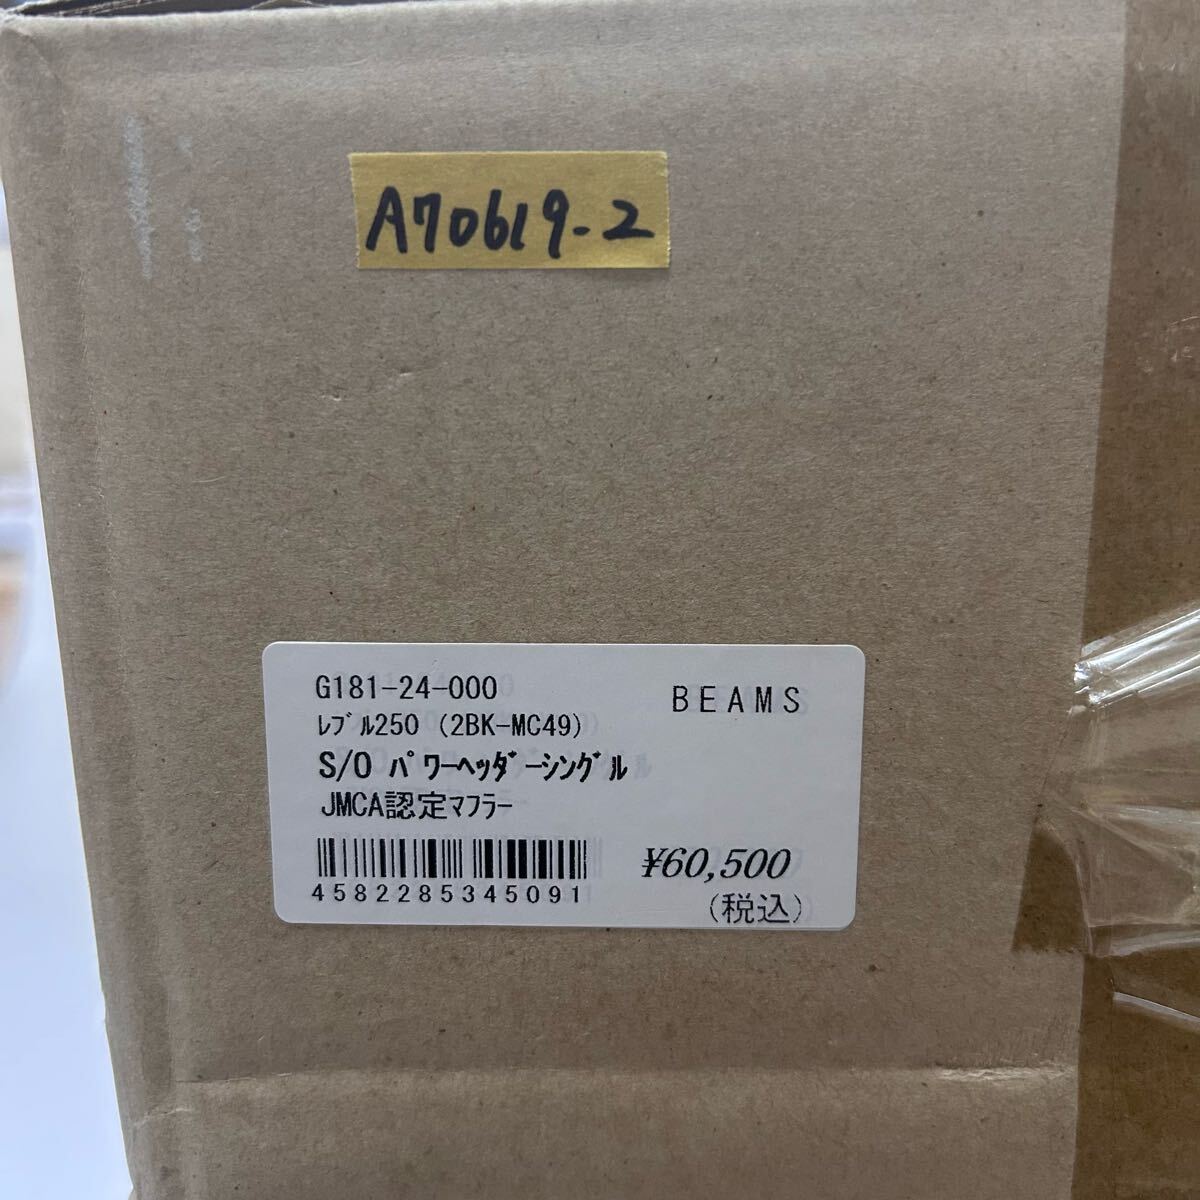 A70619-2
G181-24-000
BEAMS
ﾚﾌﾞﾙ250 (2BK-MC49)
S/O ﾊﾟﾜｰﾍｯﾀﾞｰｼﾝｸﾞﾙ
JMCA認定ﾏﾌﾗｰ
4582285345091
¥60,500
(税込)